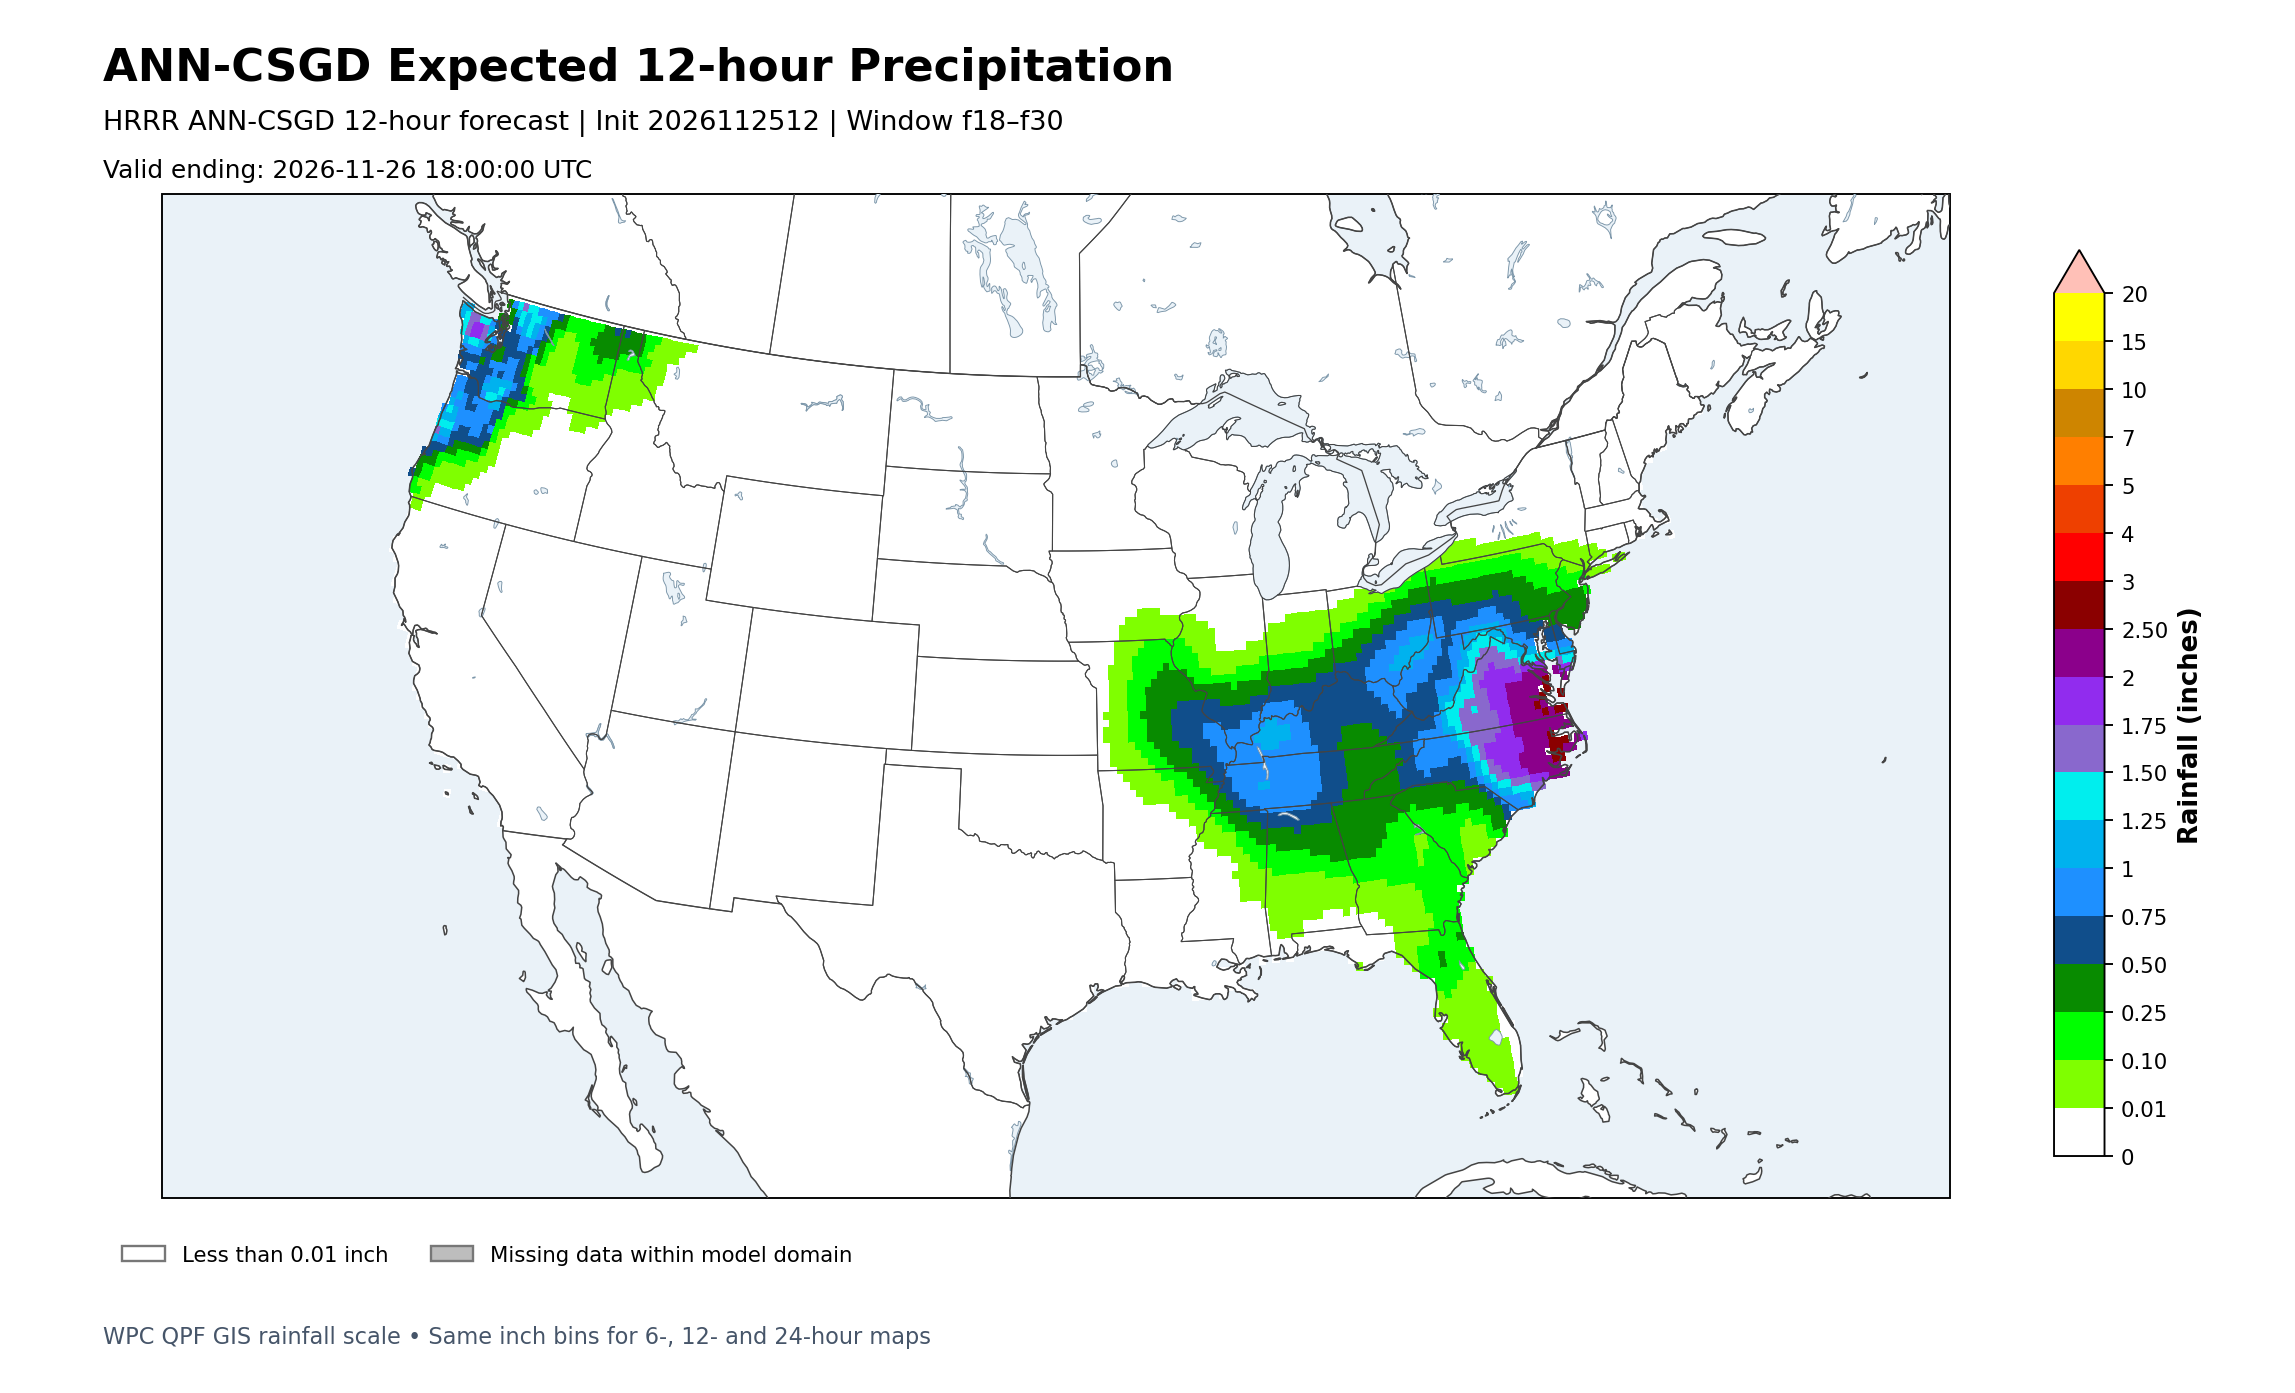 ANN-CSGD Expected 12-hour Precipitation
HRRR ANN-CSGD 12-hour forecast | Init 2026112512 | Window f18–f30
Valid ending: 2026-11-26 18:00:00 UTC
20
15
10
7
5
4
3
2.50
2
1.75
1.50
1.25
1
0.75
0.50
0.25
0.10
0.01
0
Rainfall (inches)
Less than 0.01 inch
Missing data within model domain
WPC QPF GIS rainfall scale • Same inch bins for 6-, 12- and 24-hour maps